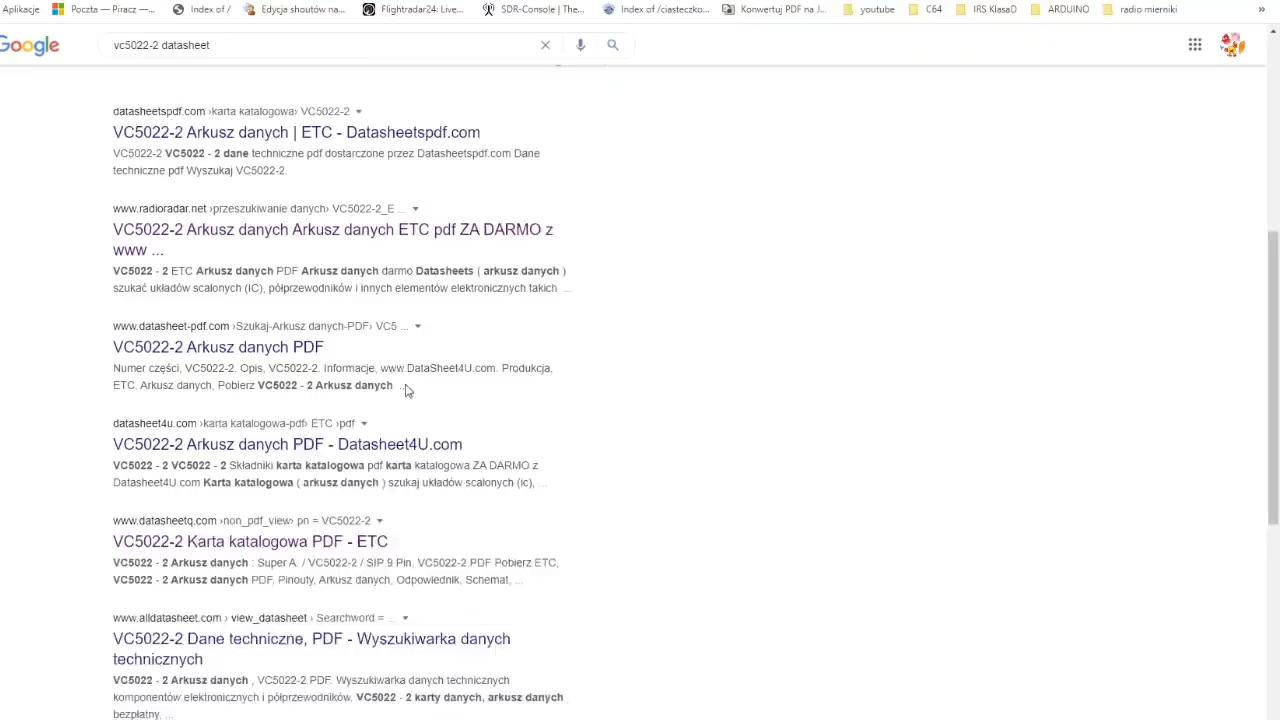 Aplikacje Poczta — Piracz —... Index of / Edycja shoutów na... Flightradar24: Live... SDR-Console | The... Index of /ciasteczko... Konwertuj PDF na J... youtube C64 IRS KlasaD ARDUINO radio mierniki »
Google vc5022-2 datasheet
datasheetspdf.com ›karta katalogowa› VC5022-2
VC5022-2 Arkusz danych | ETC - Datasheetspdf.com
VC5022-2 VC5022 - 2 dane techniczne pdf dostarczone przez Datasheetspdf.com Dane
techniczne pdf Wyszukaj VC5022-2.
www.radioradar.net ›przeszukiwanie danych› VC5022-2_E ...
VC5022-2 Arkusz danych Arkusz danych ETC pdf ZA DARMO z
www ...
VC5022 - 2 ETC Arkusz danych PDF Arkusz danych darmo Datasheets ( arkusz danych )
szukać układów scalonych (IC), półprzewodników i innych elementów elektronicznych takich ...
www.datasheet-pdf.com ›Szukaj-Arkusz danych-PDF› VC5 ...
VC5022-2 Arkusz danych PDF
Numer części, VC5022-2. Opis, VC5022-2. Informacje, www.DataSheet4U.com. Produkcja,
ETC. Arkusz danych, Pobierz VC5022 - 2 Arkusz danych ...
datasheet4u.com ›karta katalogowa-pdf› ETC ›pdf
VC5022-2 Arkusz danych PDF - Datasheet4U.com
VC5022 - 2 VC5022 - 2 Składniki karta katalogowa pdf karta katalogowa ZA DARMO z
Datasheet4U.com Karta katalogowa ( arkusz danych ) szukaj układów scalonych (ic), ...
www.datasheetq.com ›non_pdf_view› pn = VC5022-2
VC5022-2 Karta katalogowa PDF - ETC
VC5022 - 2 Arkusz danych : Super A. / VC5022-2 / SIP 9 Pin. VC5022-2 PDF Pobierz ETC,
VC5022 - 2 Arkusz danych PDF, Pinouty, Arkusz danych, Odpowiednik, Schemat, ...
www.alldatasheet.com › view_datasheet › Searchword = ...
VC5022-2 Dane techniczne, PDF - Wyszukiwarka danych
technicznych
VC5022 - 2 Arkusz danych , VC5022-2 PDF. Wyszukiwarka danych technicznych
komponentów elektronicznych i półprzewodników, VC5022 - 2 karty danych, arkusz danych
bezpłatny, ...